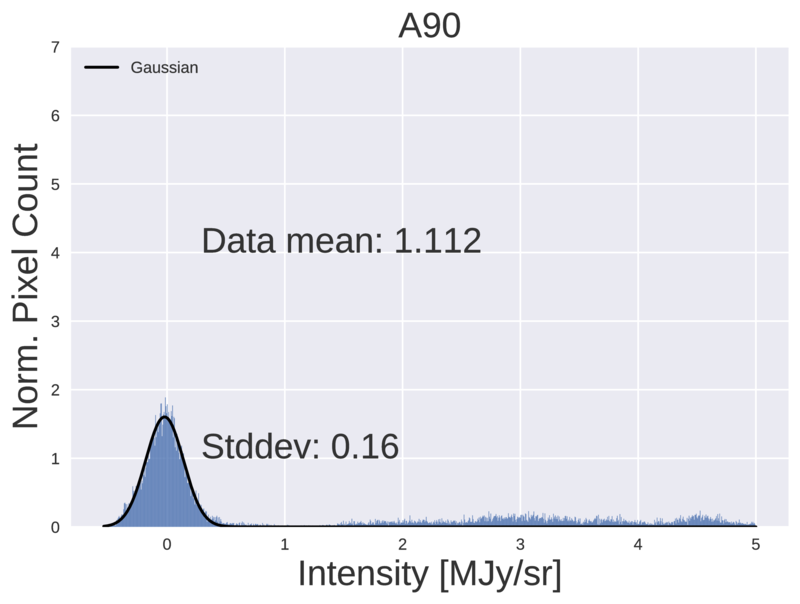 A90
7
Gaussian
6
5
Data mean: 1.112
4
3
2
Stddev: 0.16
1
0
Norm. Pixel Count
0 1 2 3 4 5
Intensity [MJy/sr]